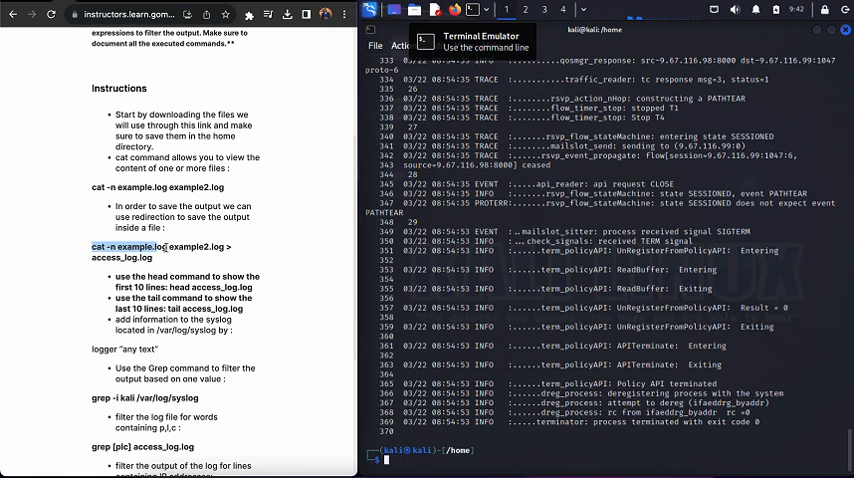 instructors.learn.gom...
expressions to filter the output. Make sure to
document all the executed commands.**
Instructions
• Start by downloading the files we
will use through this link and make
sure to save them in the home
directory.
• cat command allows you to view the
content of one or more files :
cat -n example.log example2.log
• In order to save the output we can
use redirection to save the output
inside a file :
cat -n example.log example2.log >
access_log.log
• use the head command to show the
first 10 lines: head access_log.log
• use the tail command to show the
last 10 lines: tail access_log.log
• add information to the syslog
located in /var/log/syslog by :
logger "any text"
• Use the Grep command to filter the
output based on one value :
grep -i kali /var/log/syslog
• filter the log file for words
containing p,l,c :
grep [plc] access_log.log
• filter the output of the log for lines
containing IP addresses:
1 2 3 4
9:42
Terminal Emulator
Use the command line
kali@kali: /home
File Actio
333 03/22 08:54:35 INFO :..........qosmgr_response: src-9.67.116.98:8000 dst-9.67.116.99:1047
proto-6
334 03/22 08:54:35 TRACE :...........traffic_reader: tc response msg=3, status=1
335 26
336 03/22 08:54:35 TRACE :.......rsvp_action_nHop: constructing a PATHTEAR
337 03/22 08:54:35 TRACE :........flow_timer_stop: stopped T1
338 03/22 08:54:35 TRACE :........flow_timer_stop: Stop T4
339 27
340 03/22 08:54:35 TRACE :.......rsvp_flow_stateMachine: entering state SESSIONED
341 03/22 08:54:35 TRACE :.......mailslot_send: sending to (9.67.116.99:0)
342 03/22 08:54:35 TRACE :......rsvp_event_propagate: flow[session=9.67.116.99:1047:6,
343 source=9.67.116.98:8000] ceased
344 28
345 03/22 08:54:35 EVENT :.....api_reader: api request CLOSE
346 03/22 08:54:35 INFO :......rsvp_flow_stateMachine: state SESSIONED, event PATHTEAR
347 03/22 08:54:35 PROTERR:......rsvp_flow_stateMachine: state SESSIONED does not expect event
PATHTEAR
348 29
349 03/22 08:54:53 EVENT :..mailslot_sitter: process received signal SIGTERM
350 03/22 08:54:53 INFO :...check_signals: received TERM signal
351 03/22 08:54:53 INFO :......term_policyAPI: UnRegisterFromPolicyAPI: Entering
352
353 03/22 08:54:53 INFO :......term_policyAPI: ReadBuffer: Entering
354
355 03/22 08:54:53 INFO :......term_policyAPI: ReadBuffer: Exiting
356
357 03/22 08:54:53 INFO :......term_policyAPI: UnRegisterFromPolicyAPI: Result = 0
358
359 03/22 08:54:53 INFO :......term_policyAPI: UnRegisterFromPolicyAPI: Exiting
360
361 03/22 08:54:53 INFO :......term_policyAPI: APITerminate: Entering
362
363 03/22 08:54:53 INFO :......term_policyAPI: APITerminate: Exiting
364
365 03/22 08:54:53 INFO :......term_policyAPI: Policy API terminated
366 03/22 08:54:53 INFO :......dreg_process: deregistering process with the system
367 03/22 08:54:53 INFO :......dreg_process: attempt to dereg (ifaeddrg_byaddr)
368 03/22 08:54:53 INFO :......dreg_process: rc from ifaeddrg_byaddr rc =0
369 03/22 08:54:53 INFO :.....terminator: process terminated with exit code 0
370
(kali@kali)-[/home]
$